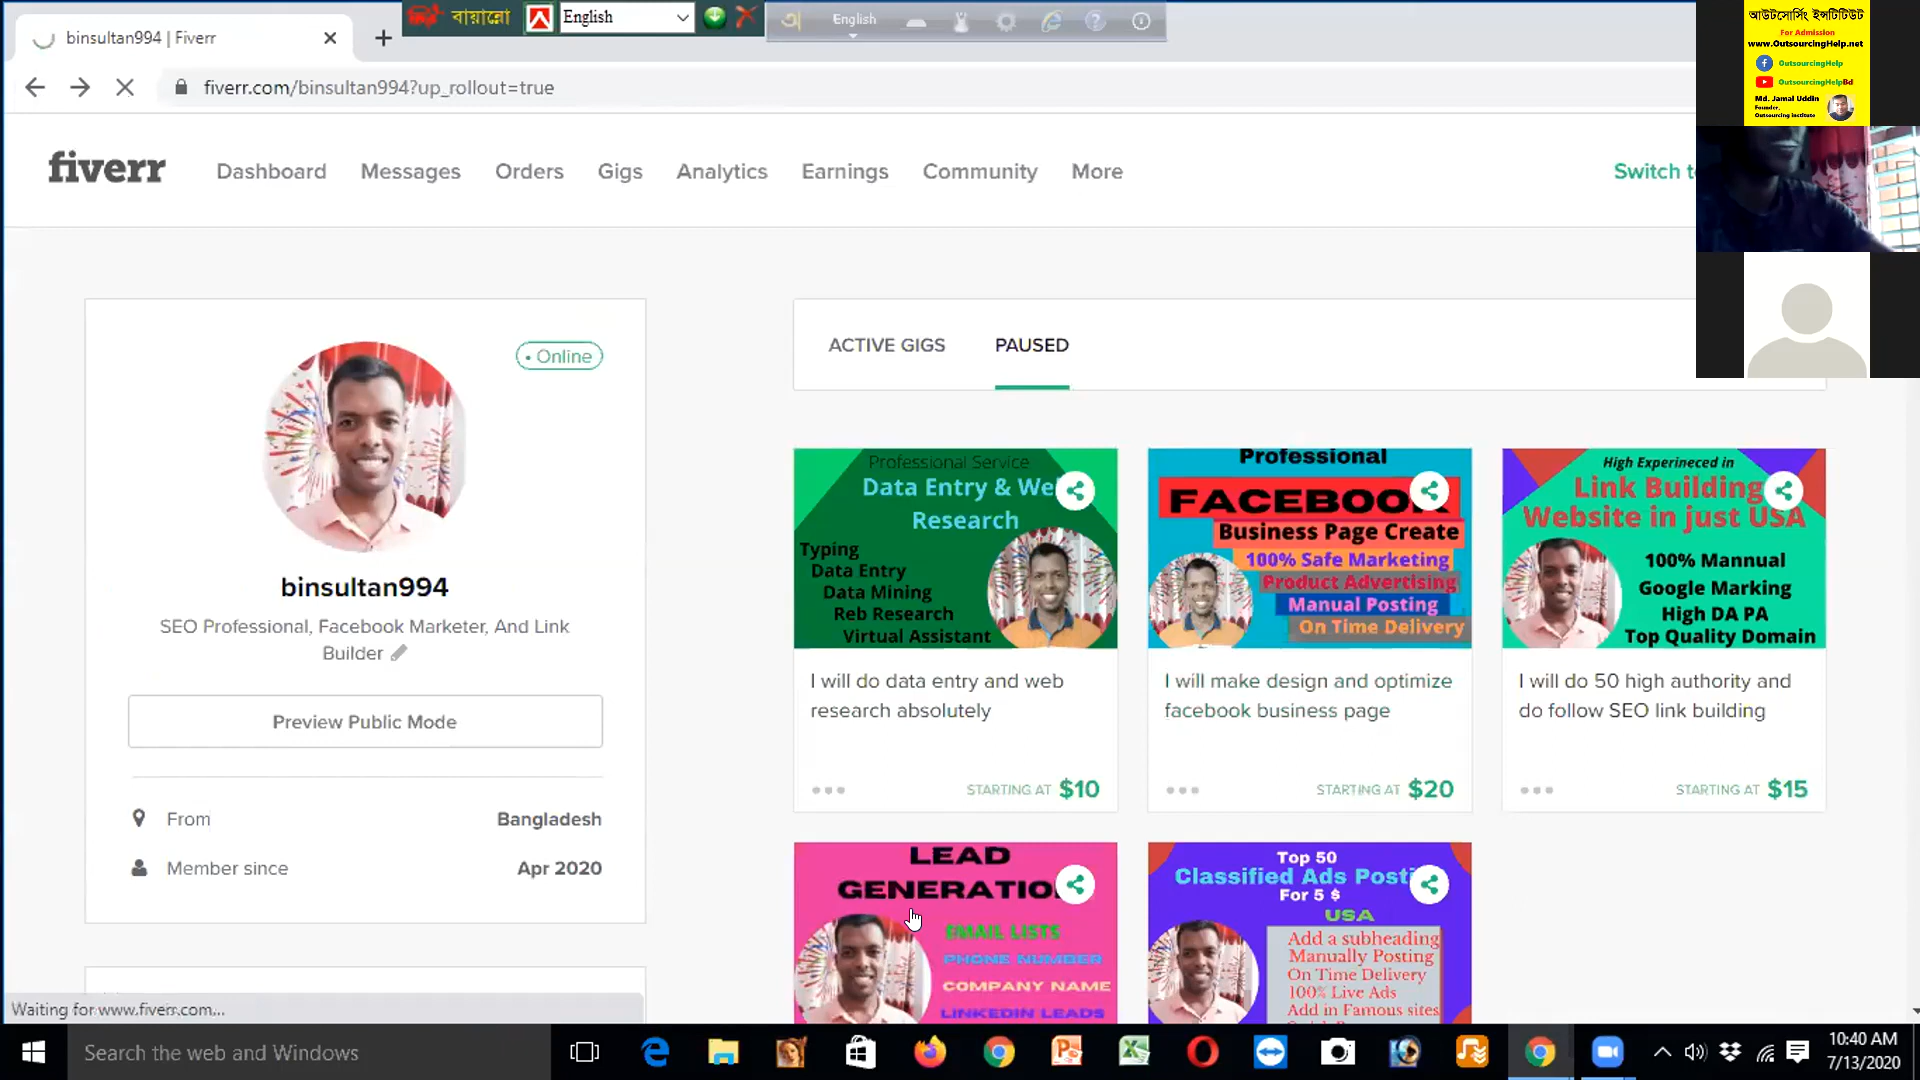 binsultan994 | Fiverr
বায়ান্নো
English
English
fiverr.com/binsultan994?up_rollout=true
আউটসোর্সিং ইন্সটিটিউট
For Admission
www.OutsourcingHelp.net
OutsourcingHelp
OutsourcingHelpBd
Md. Jamal Uddin
Founder,
Outsourcing Institute
fiverr
Dashboard
Messages
Orders
Gigs
Analytics
Earnings
Community
More
Switch to
Online
binsultan994
SEO Professional, Facebook Marketer, And Link
Builder
Preview Public Mode
From
Bangladesh
Member since
Apr 2020
ACTIVE GIGS
PAUSED
Professional Service
Data Entry & We
Research
Typing
Data Entry
Data Mining
Reb Research
Virtual Assistant
I will do data entry and web
research absolutely
STARTING AT $10
Professional
FACEBOO
Business Page Create
100% Safe Marketing
Product Advertising
Manual Posting
On Time Delivery
I will make design and optimize
facebook business page
STARTING AT $20
High Experineced in
Link Building
Website in just USA
100% Mannual
Google Marking
High DA PA
Top Quality Domain
I will do 50 high authority and
do follow SEO link building
STARTING AT $15
LEAD
GENERATIO
EMAIL LISTS
PHONE NUMBER
COMPANY NAME
LINKEDIN LEADS
Top 50
Classified Ads Posti
For 5 $
USA
Add a subheading
Manually Posting
On Time Delivery
100% Live Ads
Add in Famous sites
Waiting for www.fiverr.com...
Search the web and Windows
10:40 AM
7/13/2020